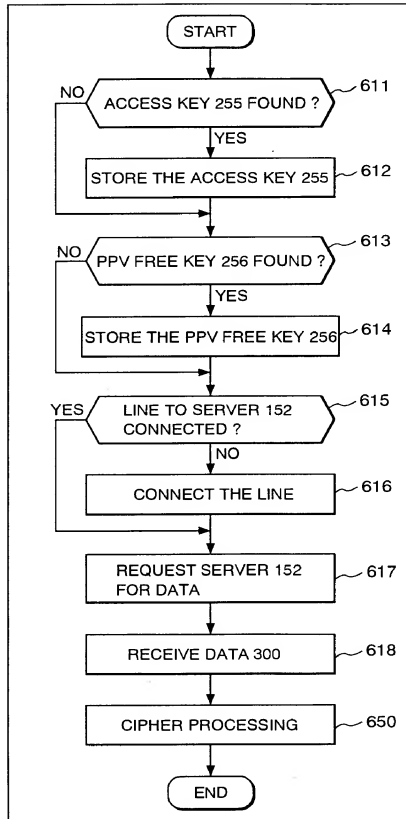 START
NO
ACCESS KEY 255 FOUND ?
611
YES
STORE THE ACCESS KEY 255
612
NO
PPV FREE KEY 256 FOUND ?
613
YES
STORE THE PPV FREE KEY 256
614
YES
LINE TO SERVER 152
CONNECTED ?
615
NO
CONNECT THE LINE
616
REQUEST SERVER 152
FOR DATA
617
RECEIVE DATA 300
618
CIPHER PROCESSING
650
END